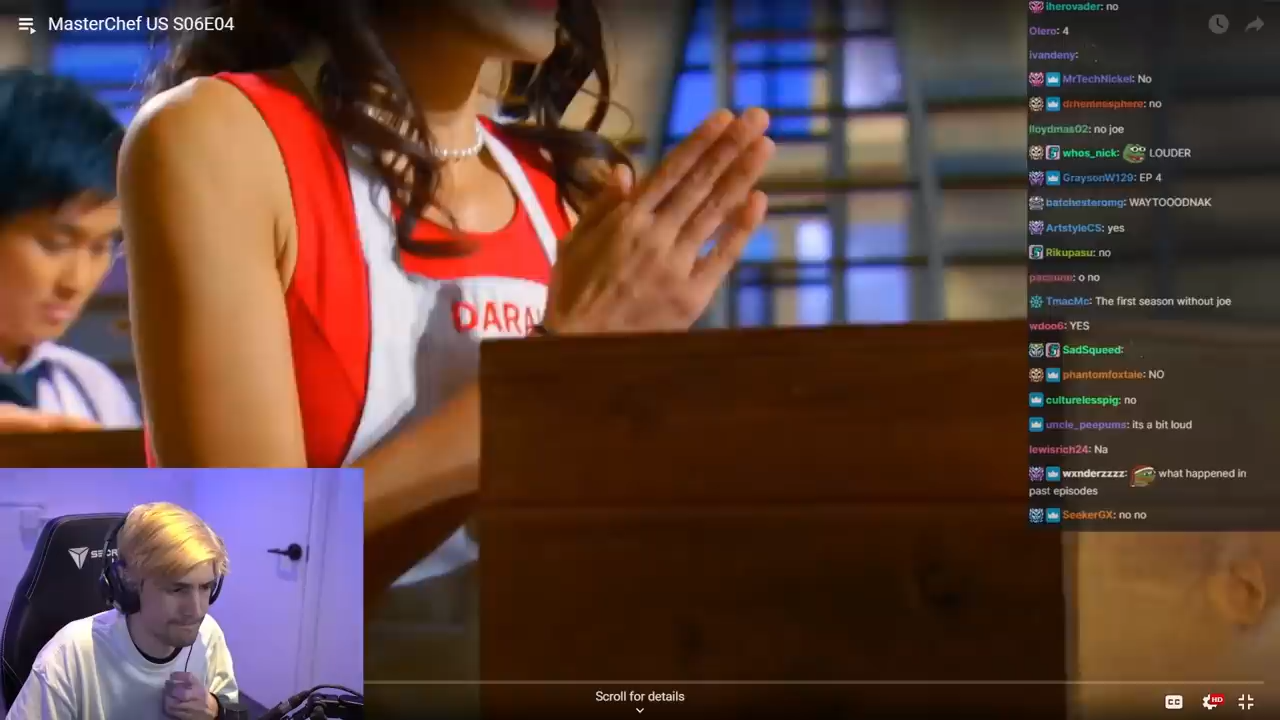 MasterChef US S06E04
iherovader: no
Olero: 4
ivandeny:
MrTechNickel: No
drhemnesphere: no
lloydmas02: no joe
whos_nick: LOUDER
GraysonW129: EP 4
batchesteromg: WAYTOOODNAK
ArtstyleCS: yes
Rikupasu: no
o no
TmacMc: The first season without joe
wdoo6: YES
SadSqueed:
phantomfoxtale: NO
culturelesspig: no
uncle_peepums: its a bit loud
lewisrich24: Na
wxnderzzzz: what happened in
past episodes
SeekerGX: no no
DARA
SECR
Scroll for details
CC
HD